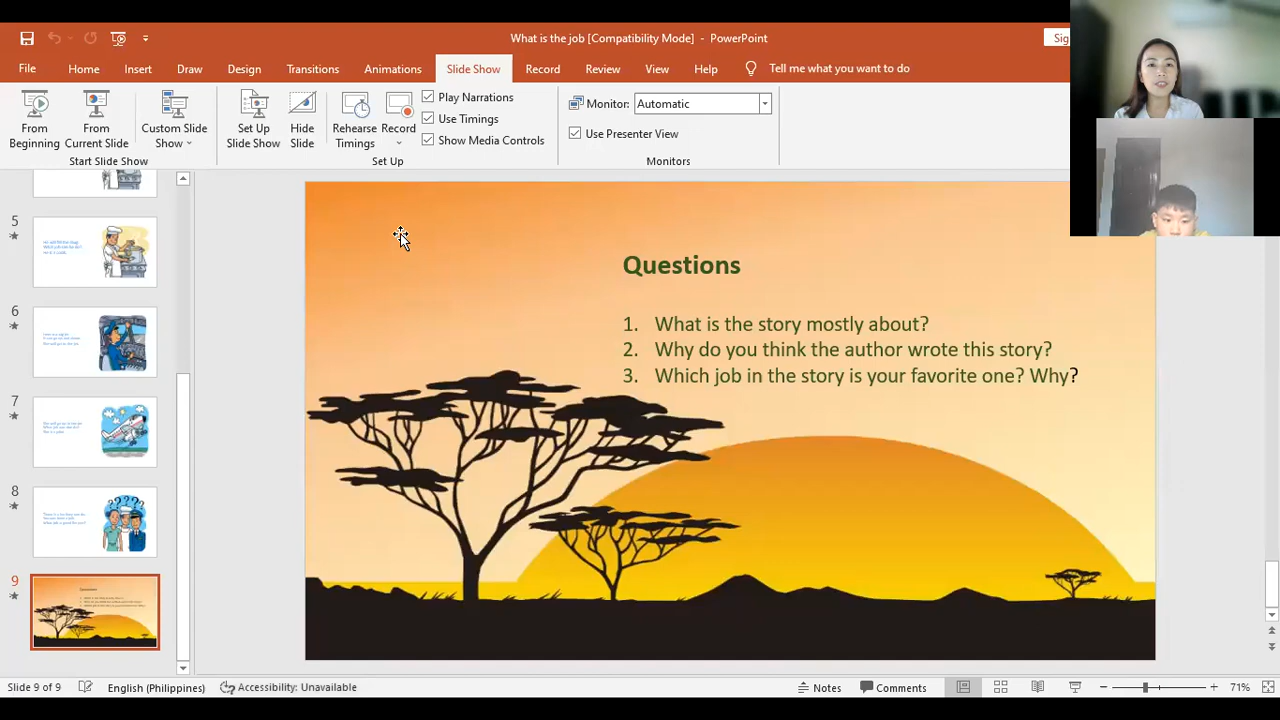 What is the job [Compatibility Mode] - PowerPoint
File Home Insert Draw Design Transitions Animations Slide Show Record Review View Help Tell me what you want to do
From Beginning
From Current Slide
Custom Slide Show
Start Slide Show
Set Up Slide Show
Hide Slide
Rehearse Timings
Record
Play Narrations
Use Timings
Show Media Controls
Set Up
Monitor: Automatic
Use Presenter View
Monitors
5
6
7
8
9
Questions
1. What is the story mostly about?
2. Why do you think the author wrote this story?
3. Which job in the story is your favorite one? Why?
Slide 9 of 9 English (Philippines) Accessibility: Unavailable Notes Comments 71%